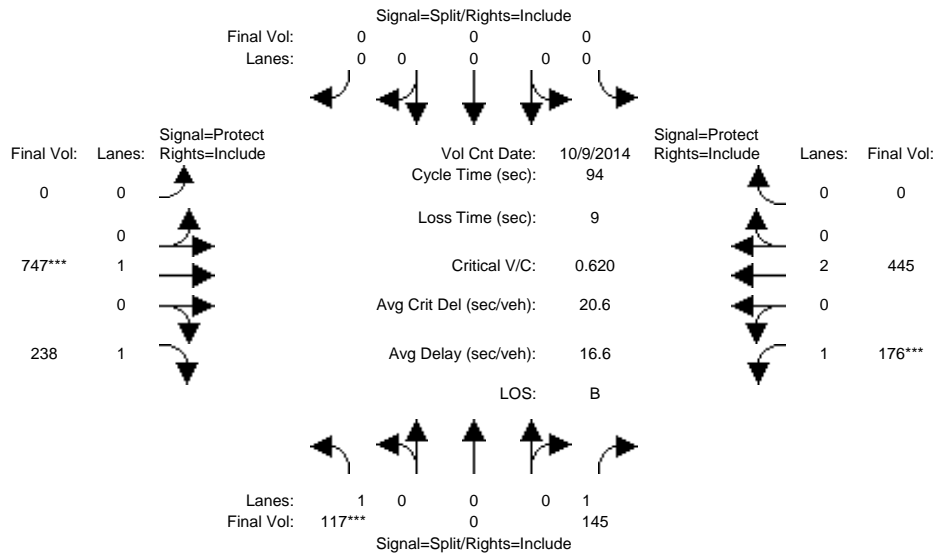 Signal=Split/Rights=Include
Final Vol: 0 0 0
Lanes: 0 0 0 0 0
Signal=Protect Signal=Protect
Final Vol: Lanes: Rights=Include Vol Cnt Date: 10/9/2014 Rights=Include Lanes: Final Vol:
Cycle Time (sec): 94
0 0 0 0
Loss Time (sec): 9
0 0
747*** 1 Critical V/C: 0.620 2 445
0 Avg Crit Del (sec/veh): 20.6 0
238 1 Avg Delay (sec/veh): 16.6 1 176***
LOS: B
Lanes: 1 0 0 0 1
Final Vol: 117*** 0 145
Signal=Split/Rights=Include